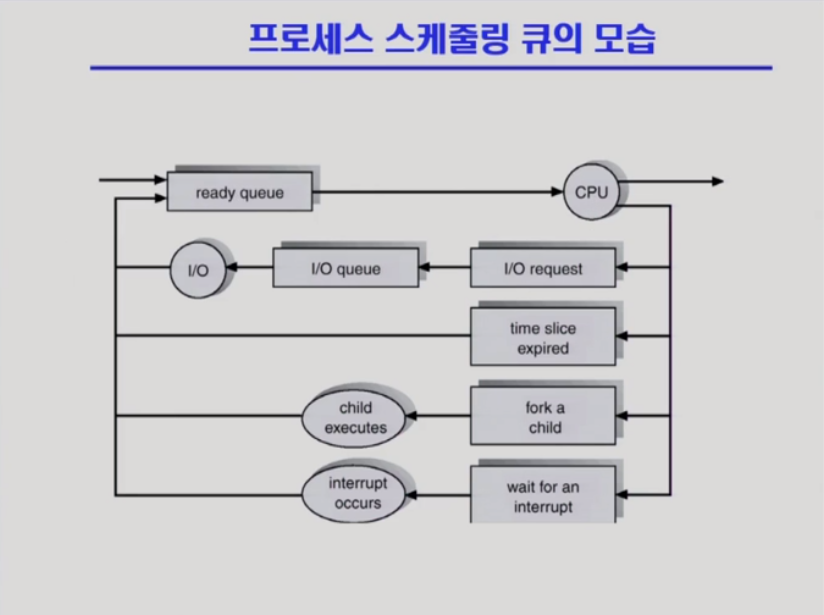 프로세스 스케줄링 큐의 모습
ready queue
CPU
I/O
I/O queue
I/O request
time slice
expired
child
executes
fork a
child
interrupt
occurs
wait for an
interrupt